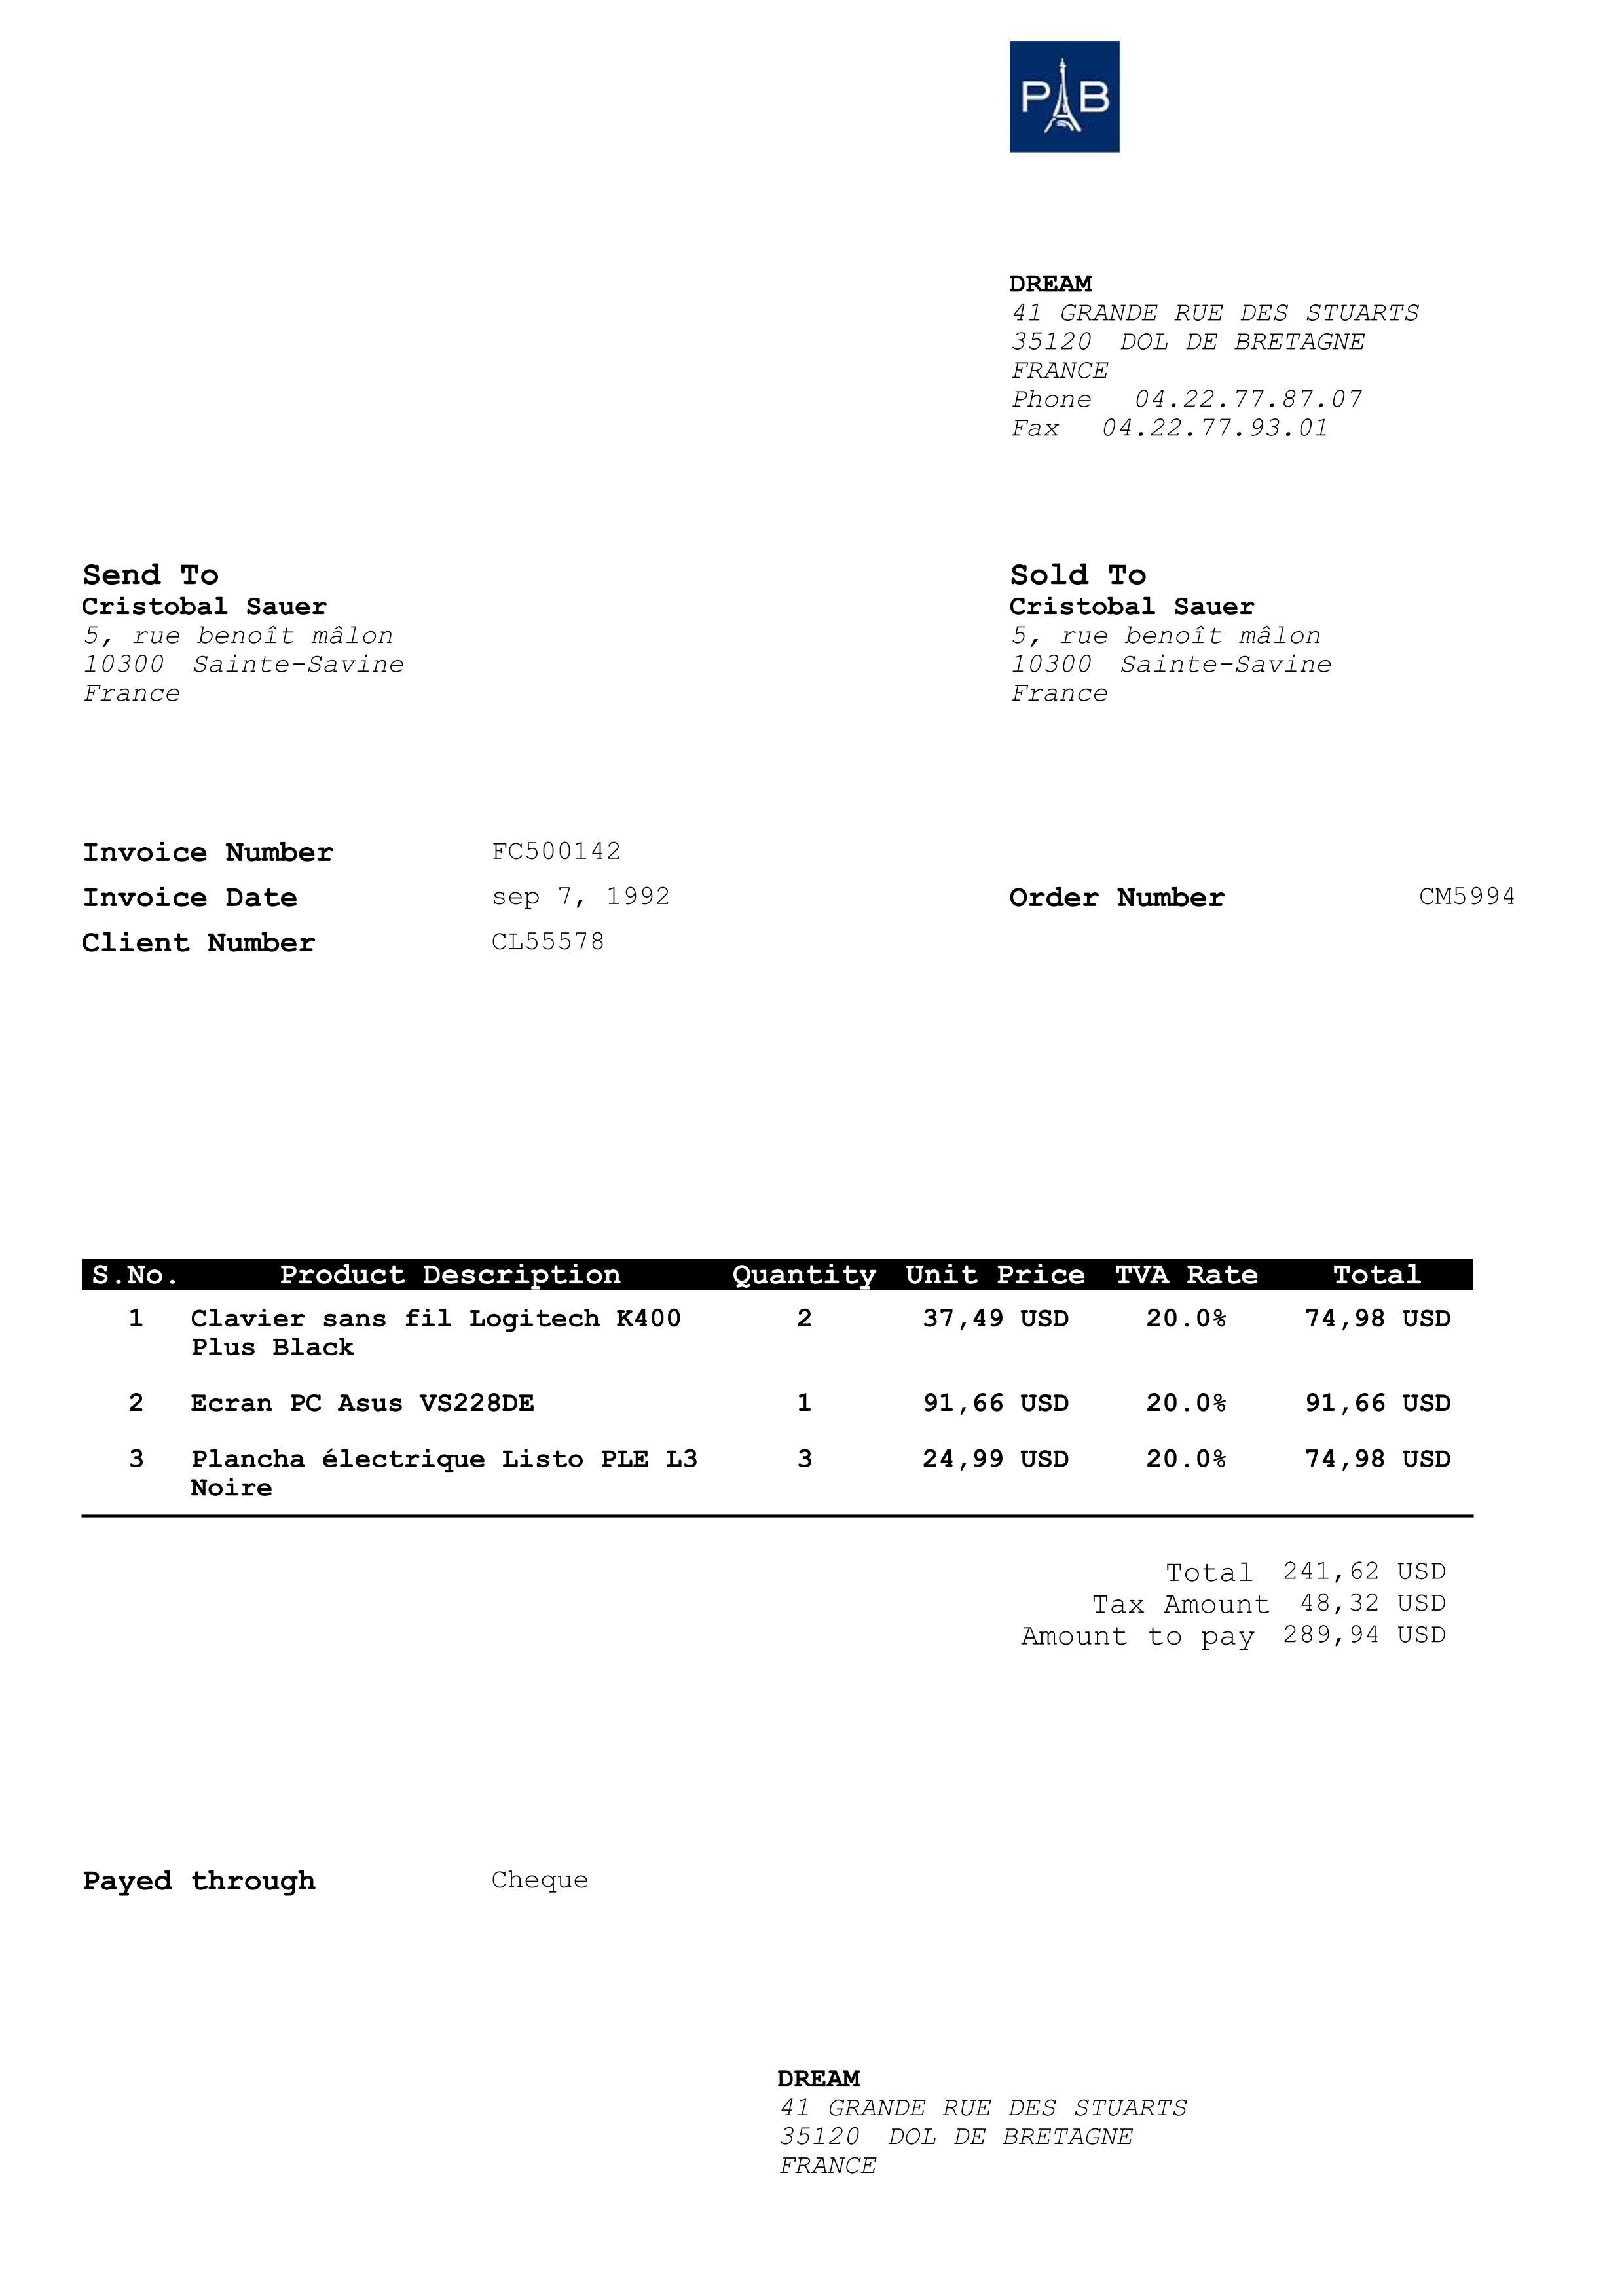 PAB
DREAM
41 GRANDE RUE DES STUARTS
35120 DOL DE BRETAGNE
FRANCE
Phone 04.22.77.87.07
Fax 04.22.77.93.01
Send To
Cristobal Sauer
5, rue benoît mâlon
10300 Sainte-Savine
France
Sold To
Cristobal Sauer
5, rue benoît mâlon
10300 Sainte-Savine
France
Invoice Number FC500142
Invoice Date sep 7, 1992 Order Number CM5994
Client Number CL55578
S.No. Product Description Quantity Unit Price TVA Rate Total
1 Clavier sans fil Logitech K400 2 37,49 USD 20.0% 74,98 USD
Plus Black
2 Ecran PC Asus VS228DE 1 91,66 USD 20.0% 91,66 USD
3 Plancha électrique Listo PLE L3 3 24,99 USD 20.0% 74,98 USD
Noire
Total 241,62 USD
Tax Amount 48,32 USD
Amount to pay 289,94 USD
Payed through Cheque
DREAM
41 GRANDE RUE DES STUARTS
35120 DOL DE BRETAGNE
FRANCE